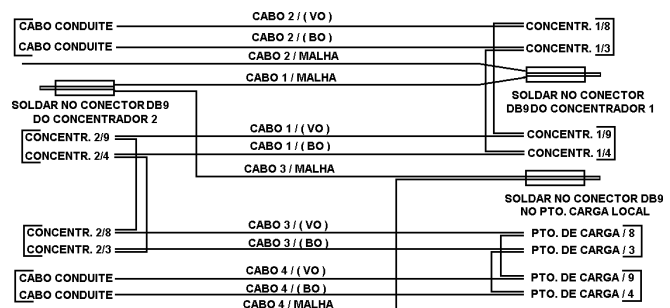 CABO 2 / ( VO )
CABO CONDUITE
CONCENTR. 1/8
CABO 2 / ( BO )
CABO CONDUITE
CONCENTR. 1/3
CABO 2 / MALHA
CABO 1 / MALHA
SOLDAR NO CONECTOR DB9
DO CONCENTRADOR 2
SOLDAR NO CONECTOR
DB9 DO CONCENTRADOR 1
CABO 1 / ( VO )
CONCENTR. 2/9
CONCENTR. 1/9
CABO 1 / ( BO )
CONCENTR. 2/4
CONCENTR. 1/4
CABO 3 / MALHA
SOLDAR NO CONECTOR DB9
NO PTO. CARGA LOCAL
CABO 3 / ( VO )
CONCENTR. 2/8
PTO. DE CARGA / 8
CABO 3 / ( BO )
CONCENTR. 2/3
PTO. DE CARGA / 3
CABO 4 / ( VO )
CABO CONDUITE
PTO. DE CARGA / 9
CABO 4 / ( BO )
CABO CONDUITE
PTO. DE CARGA / 4
CABO 4 / MALHA